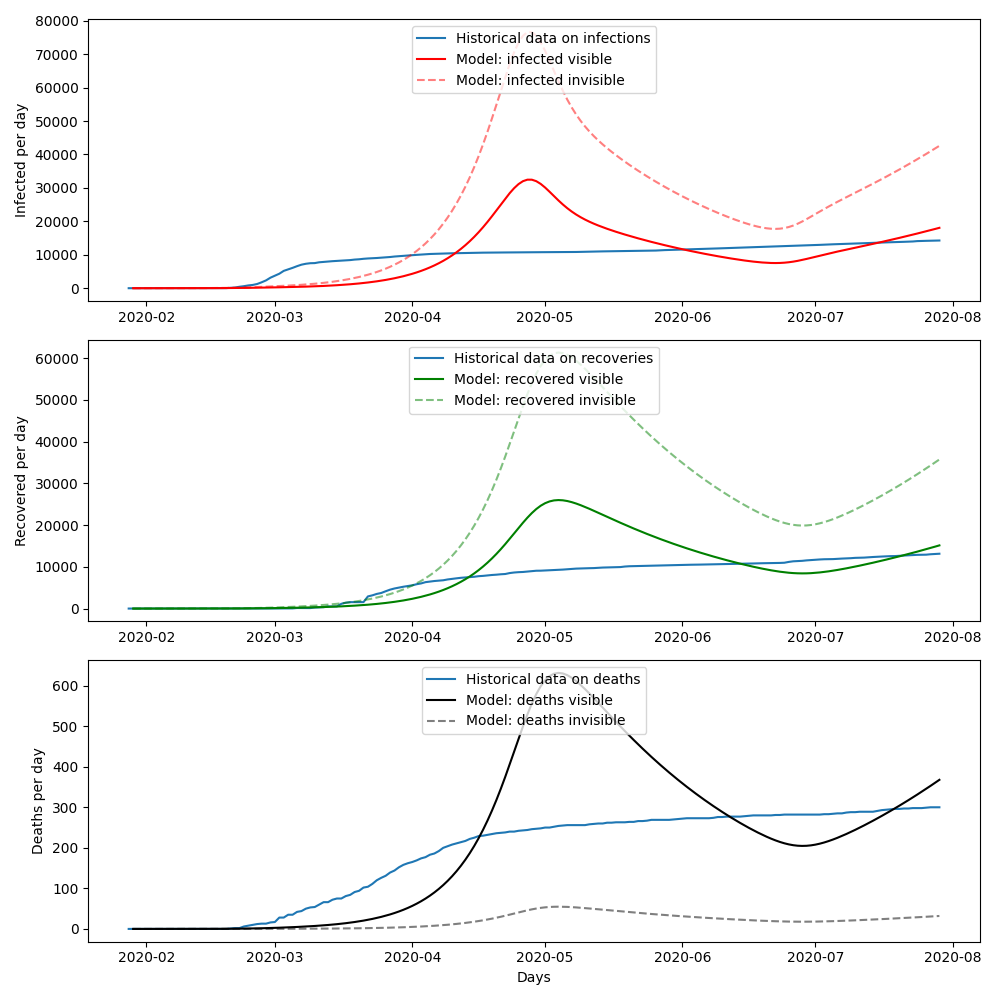 80000
70000
60000
50000
40000
30000
20000
10000
0
Infected per day
Historical data on infections
Model: infected visible
Model: infected invisible
2020-02 2020-03 2020-04 2020-05 2020-06 2020-07 2020-08
60000
50000
40000
30000
20000
10000
0
Recovered per day
Historical data on recoveries
Model: recovered visible
Model: recovered invisible
2020-02 2020-03 2020-04 2020-05 2020-06 2020-07 2020-08
600
500
400
300
200
100
0
Deaths per day
Historical data on deaths
Model: deaths visible
Model: deaths invisible
2020-02 2020-03 2020-04 2020-05 2020-06 2020-07 2020-08
Days